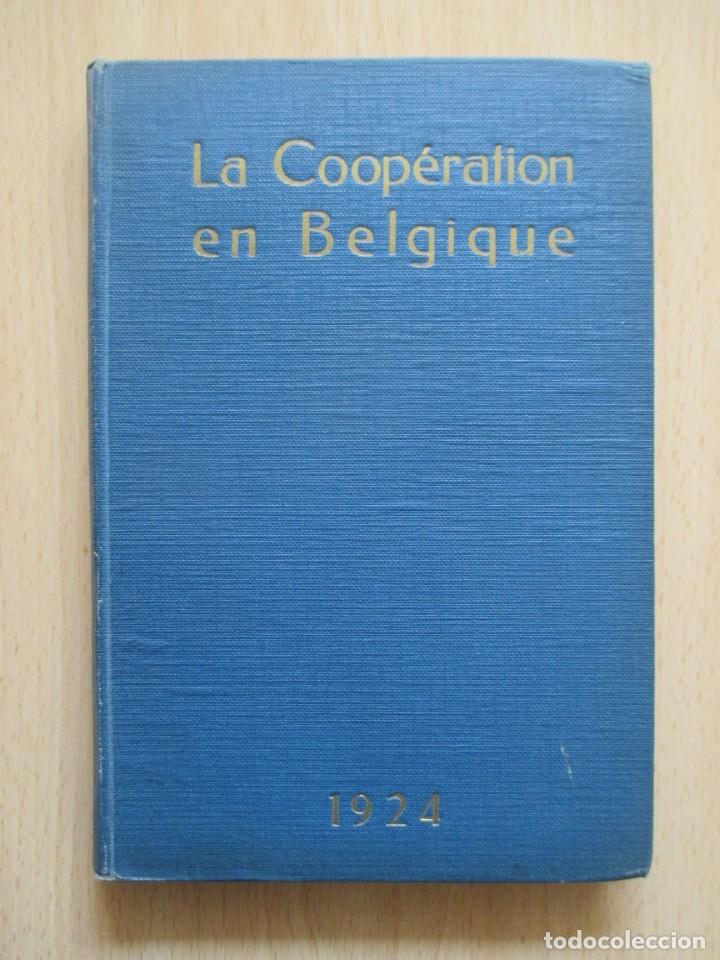 La Coopération
en Belgique
1924
todocoleccion